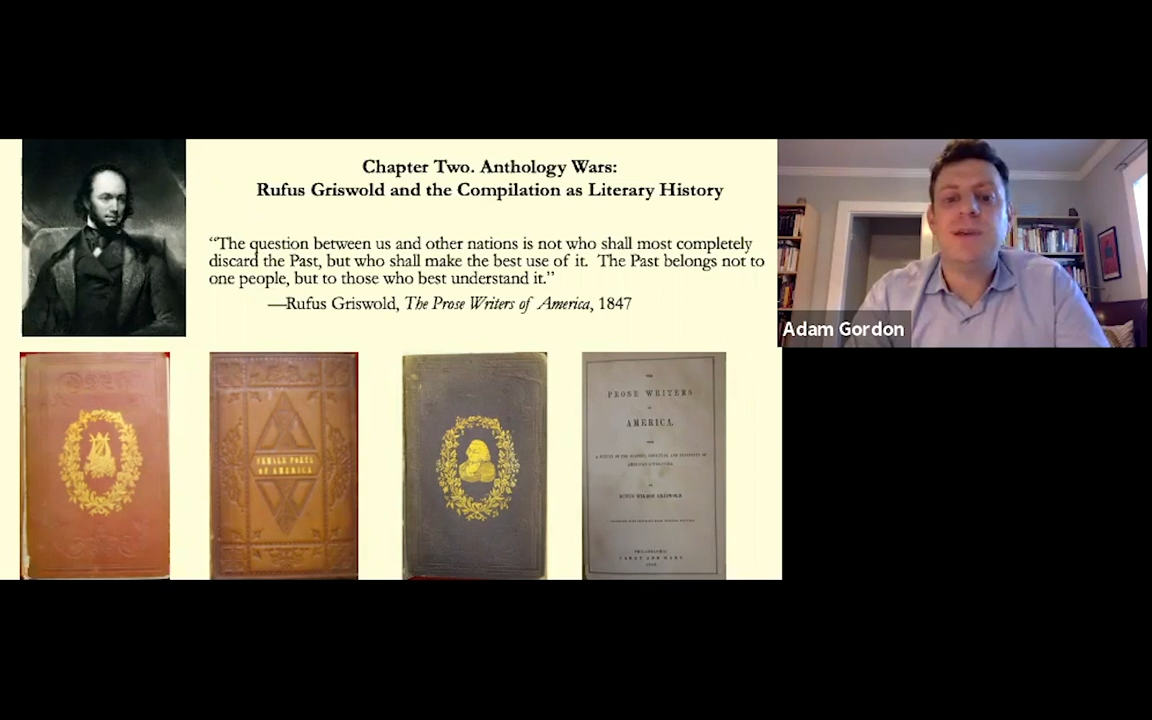 Chapter Two. Anthology Wars:
Rufus Griswold and the Compilation as Literary History
“The question between us and other nations is not who shall most completely
discard the Past, but who shall make the best use of it.  The Past belongs not to
one people, but to those who best understand it.”
—Rufus Griswold, The Prose Writers of America, 1847
Adam Gordon
FEMALE POETS
OF AMERICA
THE
PROSE WRITERS
OF
AMERICA.
BY
RUFUS WILMOT GRISWOLD.
PHILADELPHIA:
CAREY AND HART.